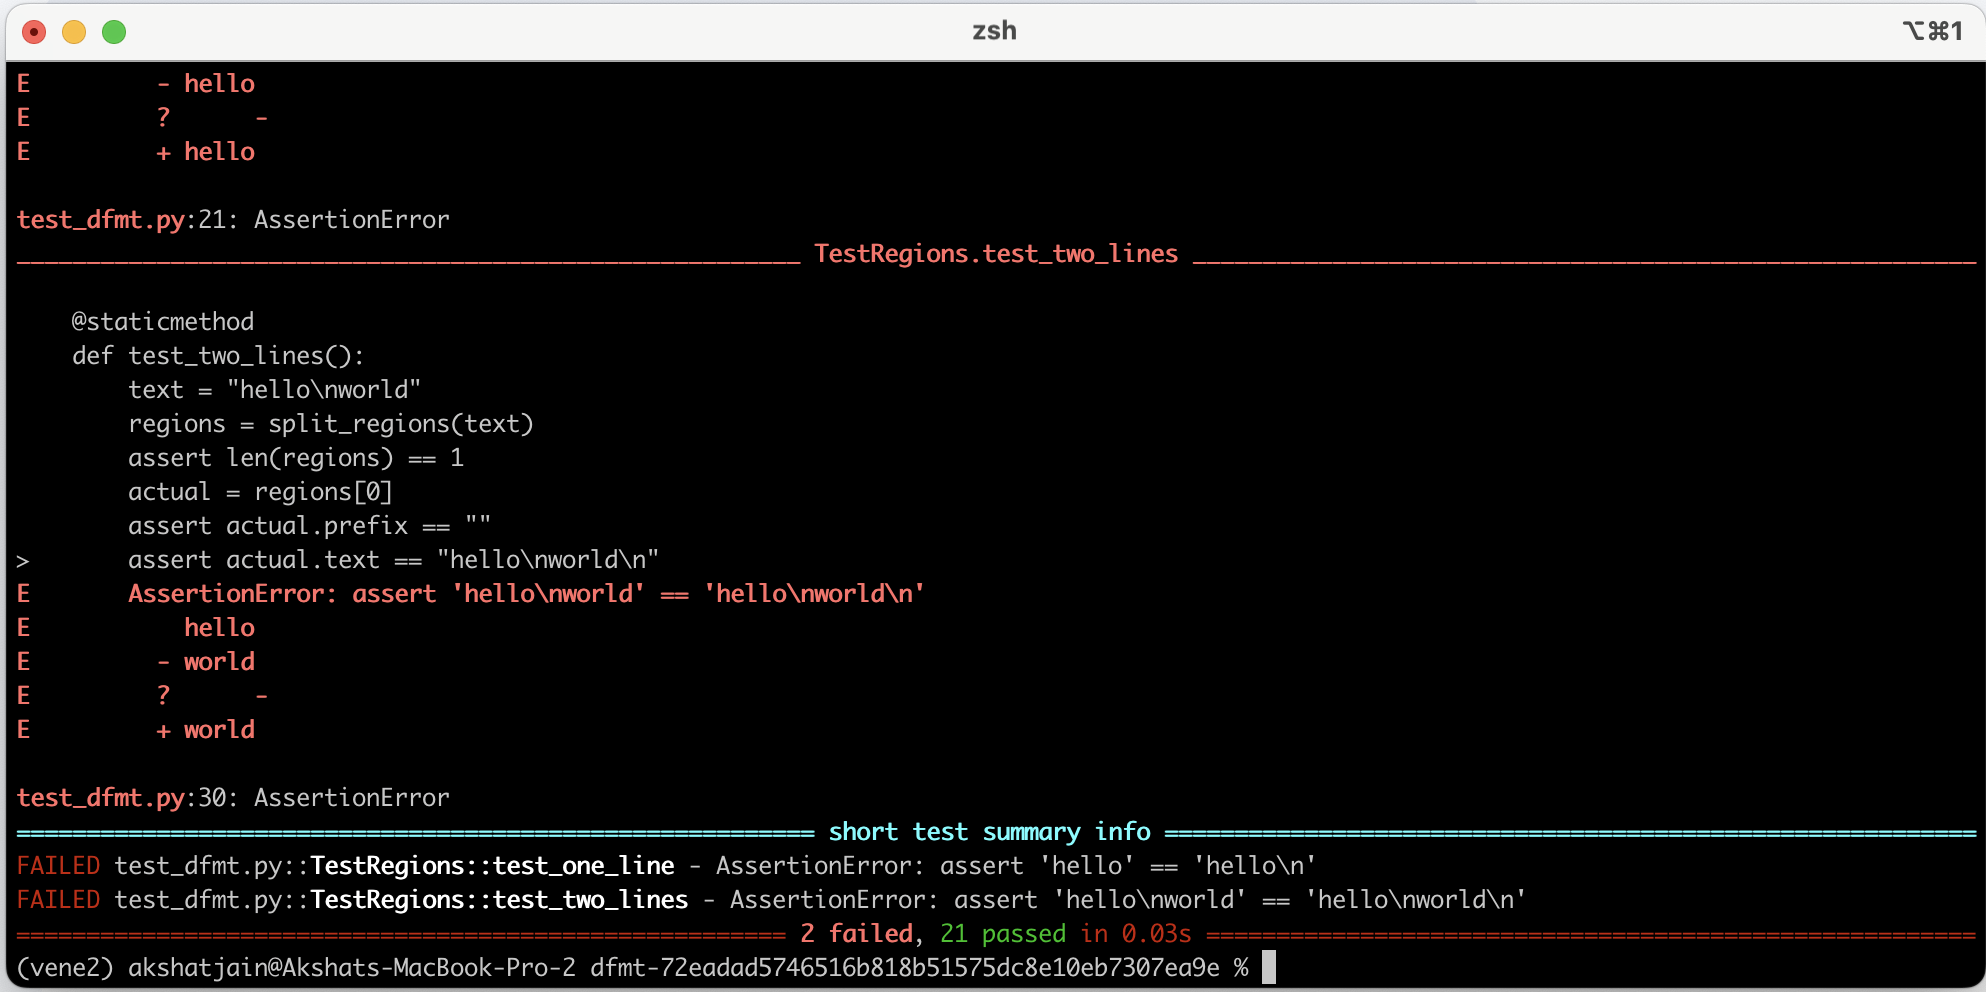 zsh ⌥⌘1
E         - hello
E         ?      -
E         + hello
test_dfmt.py:21: AssertionError
________________________________________________________ TestRegions.test_two_lines ________________________________________________________
    @staticmethod
    def test_two_lines():
        text = "hello\nworld"
        regions = split_regions(text)
        assert len(regions) == 1
        actual = regions[0]
        assert actual.prefix == ""
>       assert actual.text == "hello\nworld\n"
E       AssertionError: assert 'hello\nworld' == 'hello\nworld\n'
E           hello
E         - world
E         ?      -
E         + world
test_dfmt.py:30: AssertionError
========================================================= short test summary info ==========================================================
FAILED test_dfmt.py::TestRegions::test_one_line - AssertionError: assert 'hello' == 'hello\n'
FAILED test_dfmt.py::TestRegions::test_two_lines - AssertionError: assert 'hello\nworld' == 'hello\nworld\n'
======================================================= 2 failed, 21 passed in 0.03s =======================================================
(vene2) akshatjain@Akshats-MacBook-Pro-2 dfmt-72eadad5746516b818b51575dc8e10eb7307ea9e %